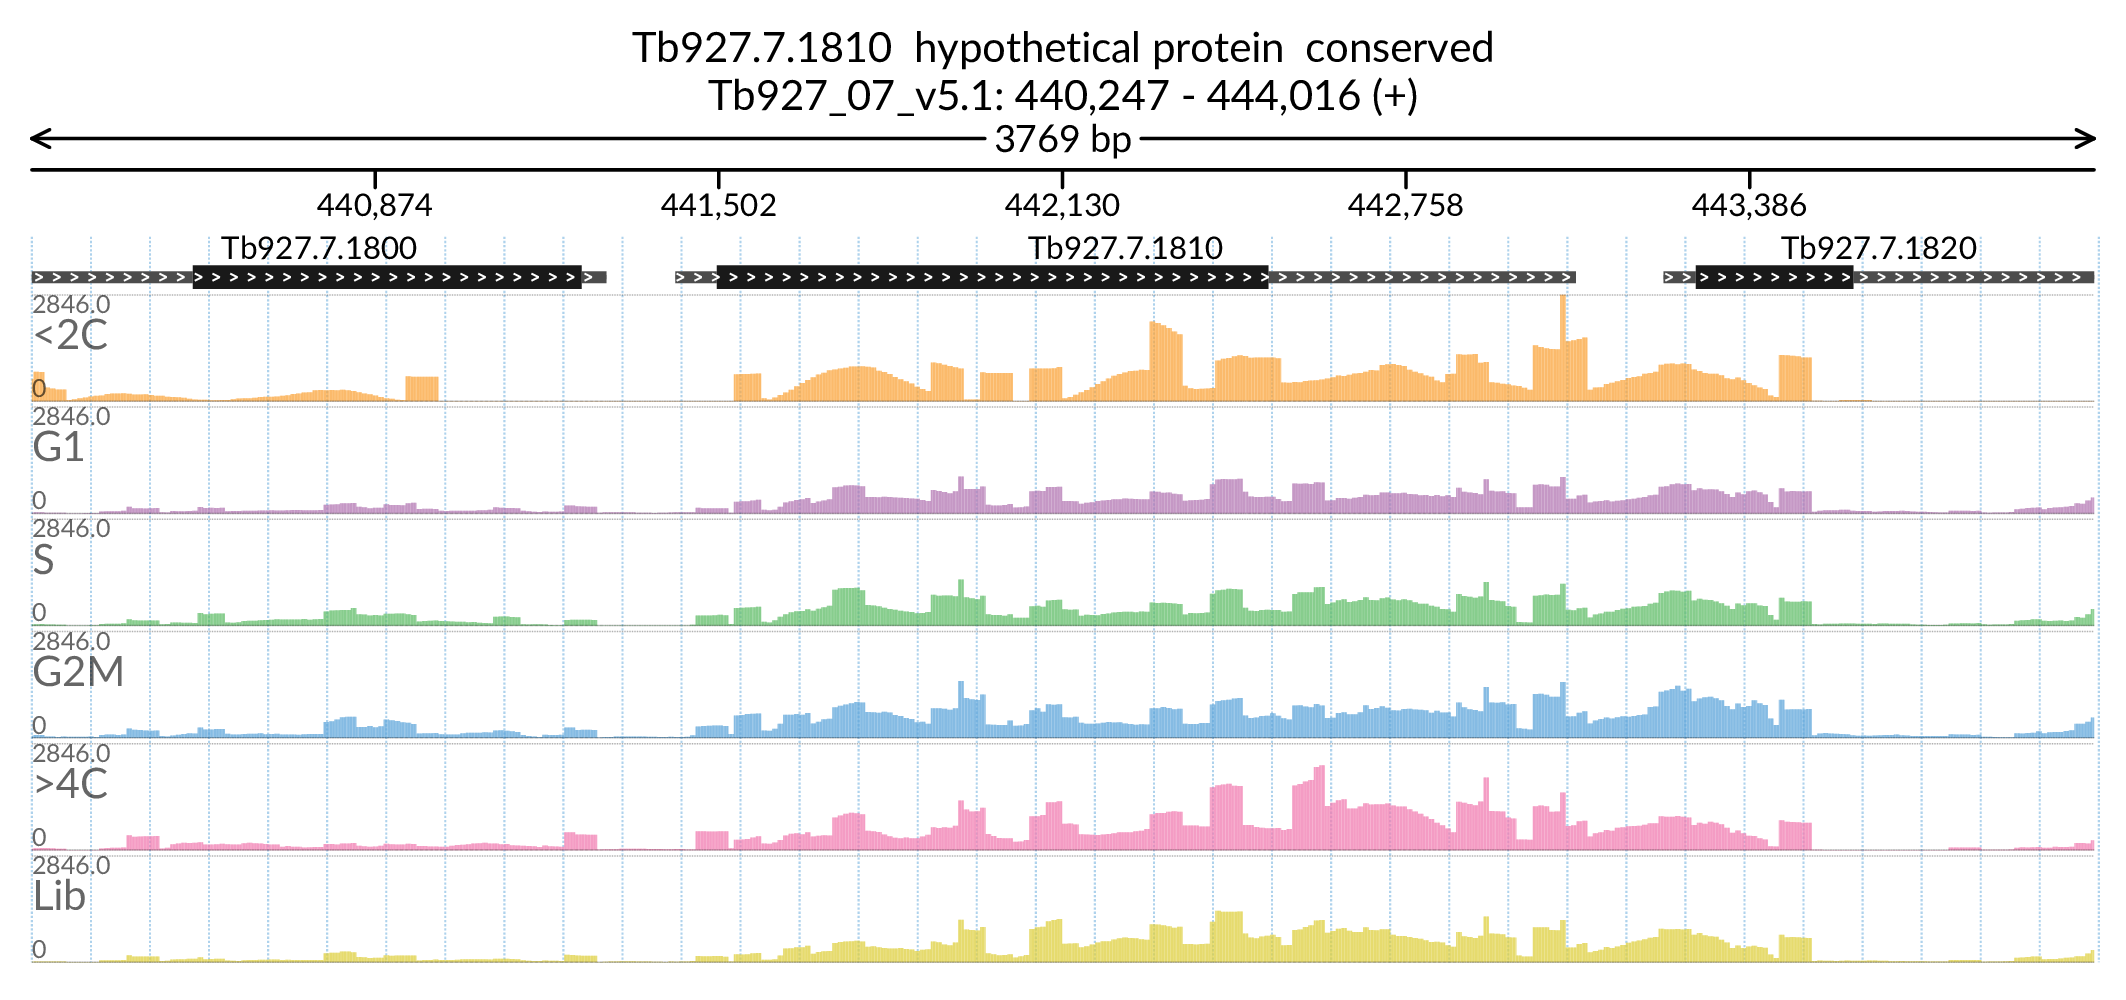 Tb927.7.1810 hypothetical protein conserved
Tb927_07_v5.1: 440,247 - 444,016 (+)
3769 bp
440,874 441,502 442,130 442,758 443,386
Tb927.7.1800 Tb927.7.1810 Tb927.7.1820
2846.0
<2C
0
2846.0
G1
0
2846.0
S
0
2846.0
G2M
0
2846.0
>4C
0
2846.0
Lib
0